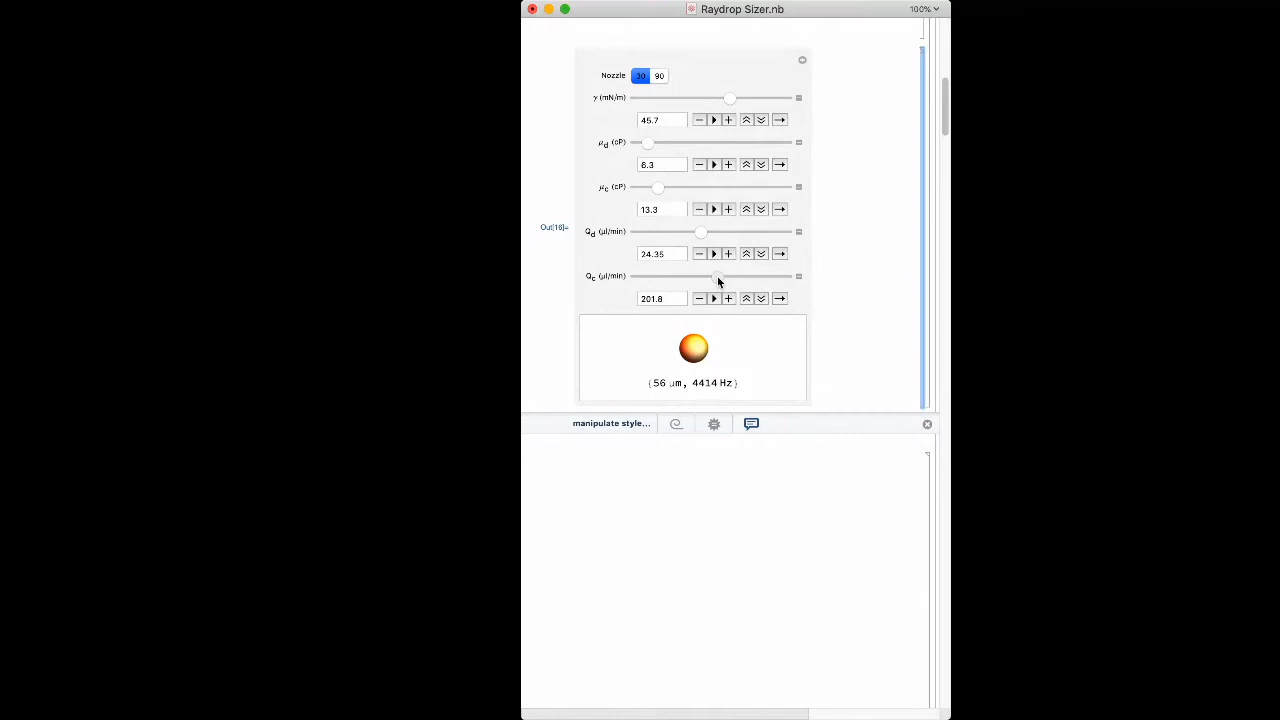 Raydrop Sizer.nb
100%
Nozzle 30 90
γ (mN/m)
45.7
μd (cP)
6.3
μc (cP)
13.3
Out[16]=
Qd (μl/min)
24.35
Qc (μl/min)
201.8
{56 μm, 4414 Hz}
manipulate style...